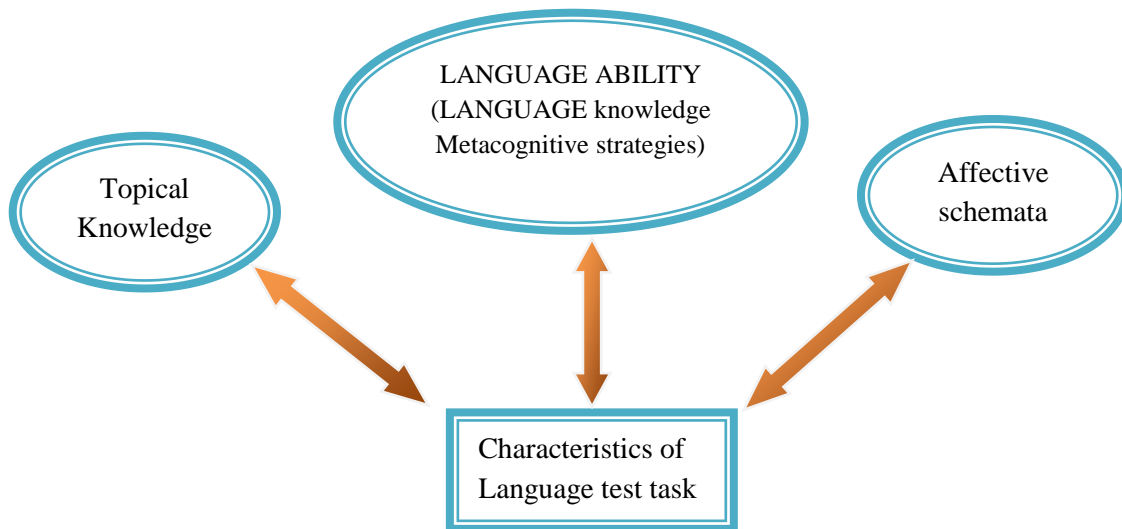 LANGUAGE ABILITY
(LANGUAGE knowledge
Metacognitive strategies)
Topical
Knowledge
Affective
schemata
Characteristics of
Language test task